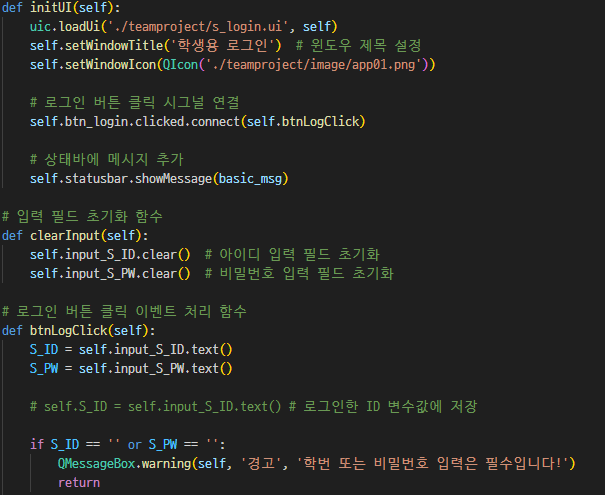 def initUI(self):
    uic.loadUi('./teamproject/s_login.ui', self)
    self.setWindowTitle('학생용 로그인')  # 윈도우 제목 설정
    self.setWindowIcon(QIcon('./teamproject/image/app01.png'))

    # 로그인 버튼 클릭 시그널 연결
    self.btn_login.clicked.connect(self.btnLogClick)

    # 상태바에 메시지 추가
    self.statusbar.showMessage(basic_msg)

# 입력 필드 초기화 함수
def clearInput(self):
    self.input_S_ID.clear()  # 아이디 입력 필드 초기화
    self.input_S_PW.clear()  # 비밀번호 입력 필드 초기화

# 로그인 버튼 클릭 이벤트 처리 함수
def btnLogClick(self):
    S_ID = self.input_S_ID.text()
    S_PW = self.input_S_PW.text()

    # self.S_ID = self.input_S_ID.text() # 로그인한 ID 변수값에 저장

    if S_ID == '' or S_PW == '':
        QMessageBox.warning(self, '경고', '학번 또는 비밀번호 입력은 필수입니다!')
        return